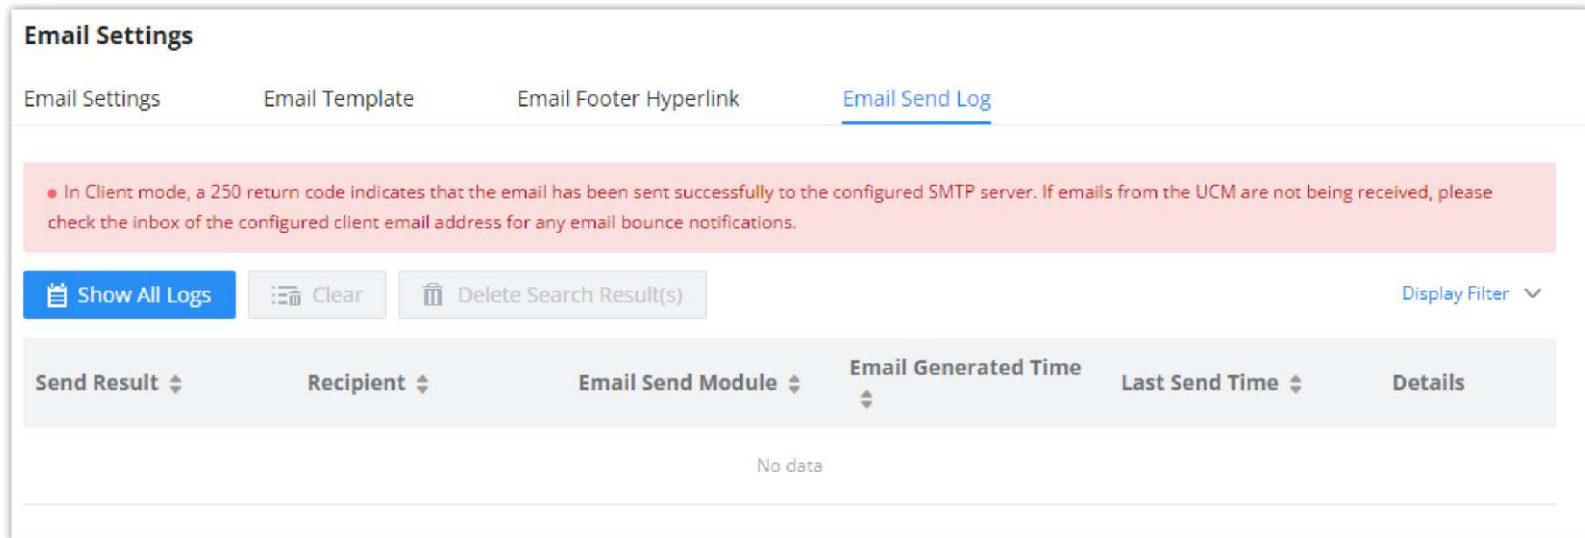 Email Settings
Email Settings Email Template Email Footer Hyperlink Email Send Log
In Client mode, a 250 return code indicates that the email has been sent successfully to the configured SMTP server. If emails from the UCM are not being received, please
check the inbox of the configured client email address for any email bounce notifications.
Show All Logs Clear Delete Search Result(s) Display Filter
Send Result Recipient Email Send Module Email Generated Time Last Send Time Details
No data